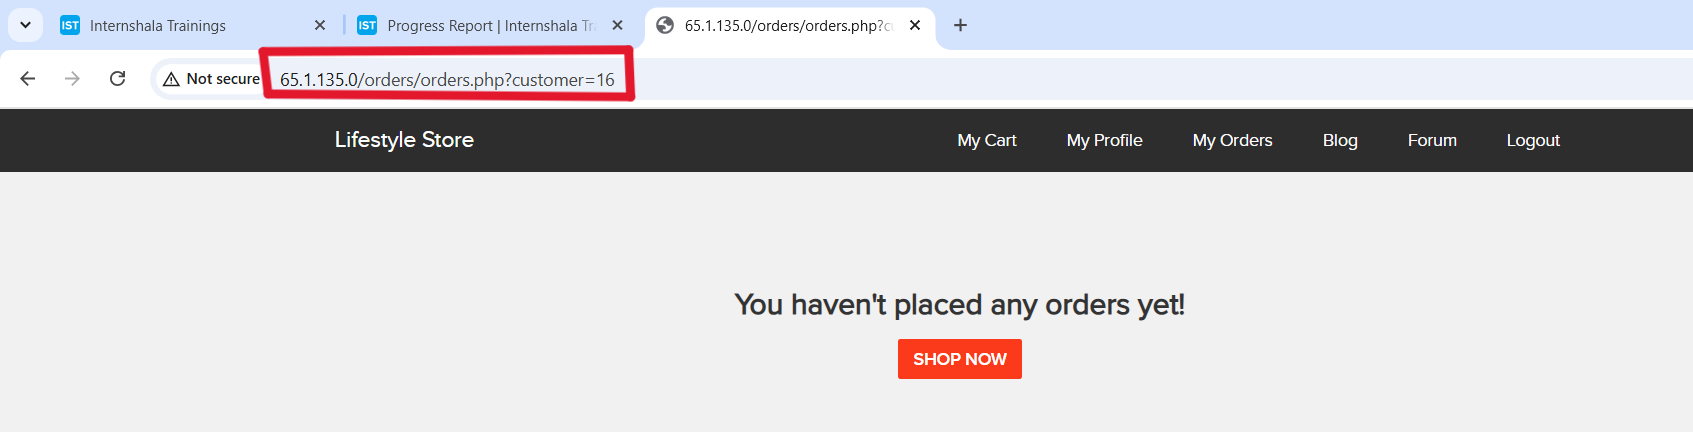 IST Internshala Trainings
IST Progress Report | Internshala Tr
65.1.135.0/orders/orders.php?c
Not secure 65.1.135.0/orders/orders.php?customer=16
Lifestyle Store My Cart My Profile My Orders Blog Forum Logout
You haven't placed any orders yet!
SHOP NOW